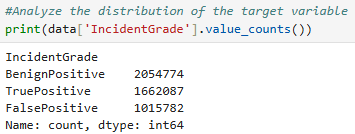 #Analyze the distribution of the target variable
print(data['IncidentGrade'].value_counts())
IncidentGrade
BenignPositive    2054774
TruePositive      1662087
FalsePositive     1015782
Name: count, dtype: int64